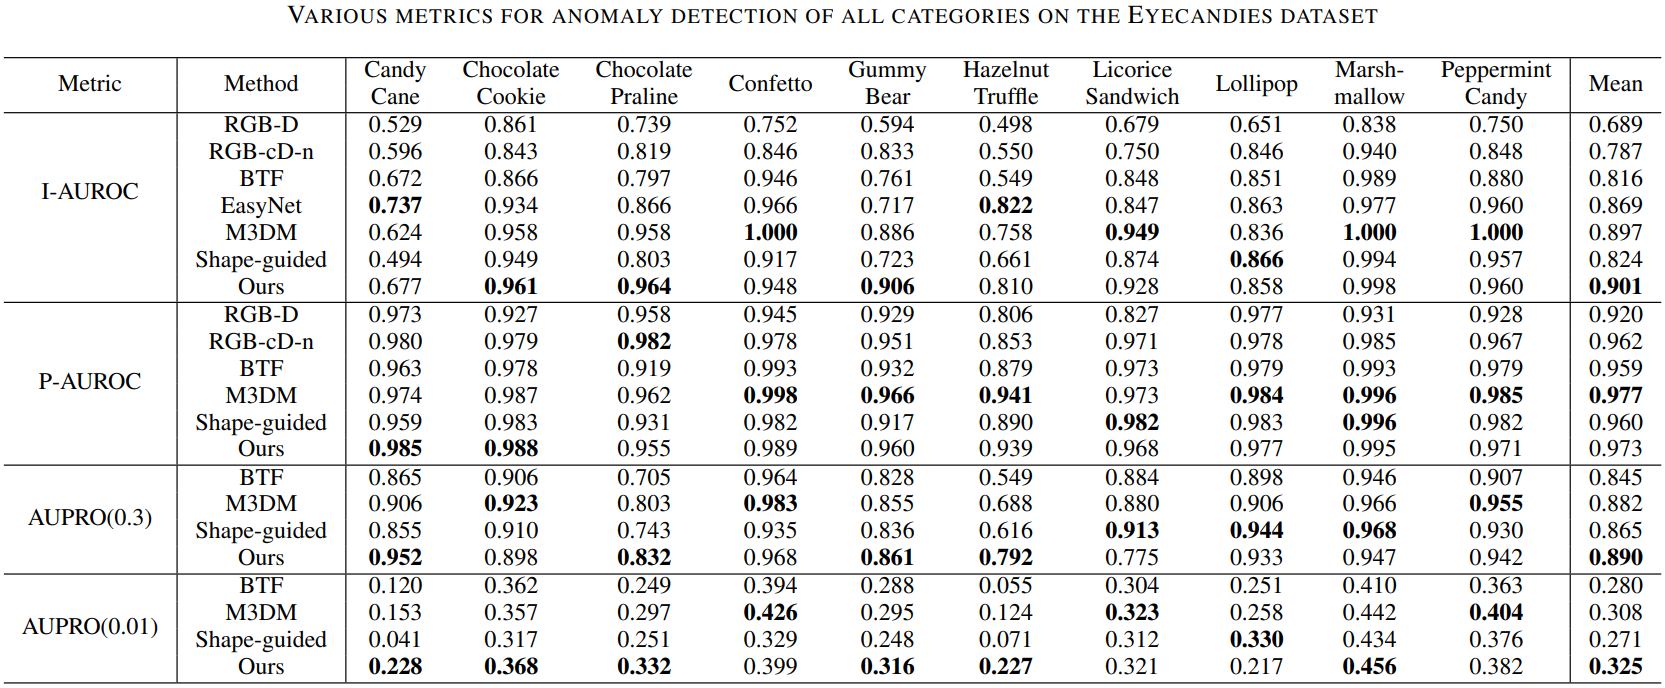 VARIOUS METRICS FOR ANOMALY DETECTION OF ALL CATEGORIES ON THE EYECANDIES DATASET
Metric Method Candy Cane Chocolate Cookie Chocolate Praline Confetto Gummy Bear Hazelnut Truffle Licorice Sandwich Lollipop Marsh-mallow Peppermint Candy Mean
I-AUROC
RGB-D 0.529 0.861 0.739 0.752 0.594 0.498 0.679 0.651 0.838 0.750 0.689
RGB-cD-n 0.596 0.843 0.819 0.846 0.833 0.550 0.750 0.846 0.940 0.848 0.787
BTF 0.672 0.866 0.797 0.946 0.761 0.549 0.848 0.851 0.989 0.880 0.816
EasyNet 0.737 0.934 0.866 0.966 0.717 0.822 0.847 0.863 0.977 0.960 0.869
M3DM 0.624 0.958 0.958 1.000 0.886 0.758 0.949 0.836 1.000 1.000 0.897
Shape-guided 0.494 0.949 0.803 0.917 0.723 0.661 0.874 0.866 0.994 0.957 0.824
Ours 0.677 0.961 0.964 0.948 0.906 0.810 0.928 0.858 0.998 0.960 0.901
P-AUROC
RGB-D 0.973 0.927 0.958 0.945 0.929 0.806 0.827 0.977 0.931 0.928 0.920
RGB-cD-n 0.980 0.979 0.982 0.978 0.951 0.853 0.971 0.978 0.985 0.967 0.962
BTF 0.963 0.978 0.919 0.993 0.932 0.879 0.973 0.979 0.993 0.979 0.959
M3DM 0.974 0.987 0.962 0.998 0.966 0.941 0.973 0.984 0.996 0.985 0.977
Shape-guided 0.959 0.983 0.931 0.982 0.917 0.890 0.982 0.983 0.996 0.982 0.960
Ours 0.985 0.988 0.955 0.989 0.960 0.939 0.968 0.977 0.995 0.971 0.973
AUPRO(0.3)
BTF 0.865 0.906 0.705 0.964 0.828 0.549 0.884 0.898 0.946 0.907 0.845
M3DM 0.906 0.923 0.803 0.983 0.855 0.688 0.880 0.906 0.966 0.955 0.882
Shape-guided 0.855 0.910 0.743 0.935 0.836 0.616 0.913 0.944 0.968 0.930 0.865
Ours 0.952 0.898 0.832 0.968 0.861 0.792 0.775 0.933 0.947 0.942 0.890
AUPRO(0.01)
BTF 0.120 0.362 0.249 0.394 0.288 0.055 0.304 0.251 0.410 0.363 0.280
M3DM 0.153 0.357 0.297 0.426 0.295 0.124 0.323 0.258 0.442 0.404 0.308
Shape-guided 0.041 0.317 0.251 0.329 0.248 0.071 0.312 0.330 0.434 0.376 0.271
Ours 0.228 0.368 0.332 0.399 0.316 0.227 0.321 0.217 0.456 0.382 0.325